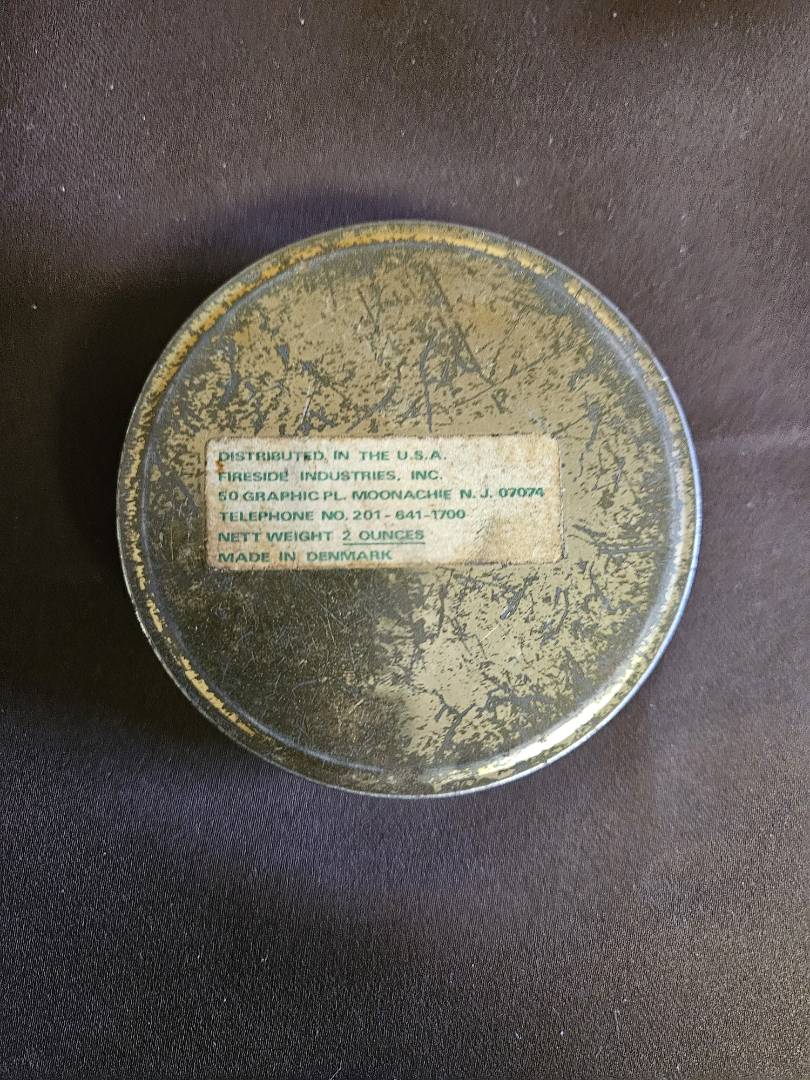 DISTRIBUTED, IN THE U.S.A.
FIRESIDE INDUSTRIES, INC.
50 GRAPHIC PL. MOONACHIE N. J. 07074
TELEPHONE NO. 201 - 641-1700
NETT WEIGHT 2 OUNCES
MADE IN DENMARK